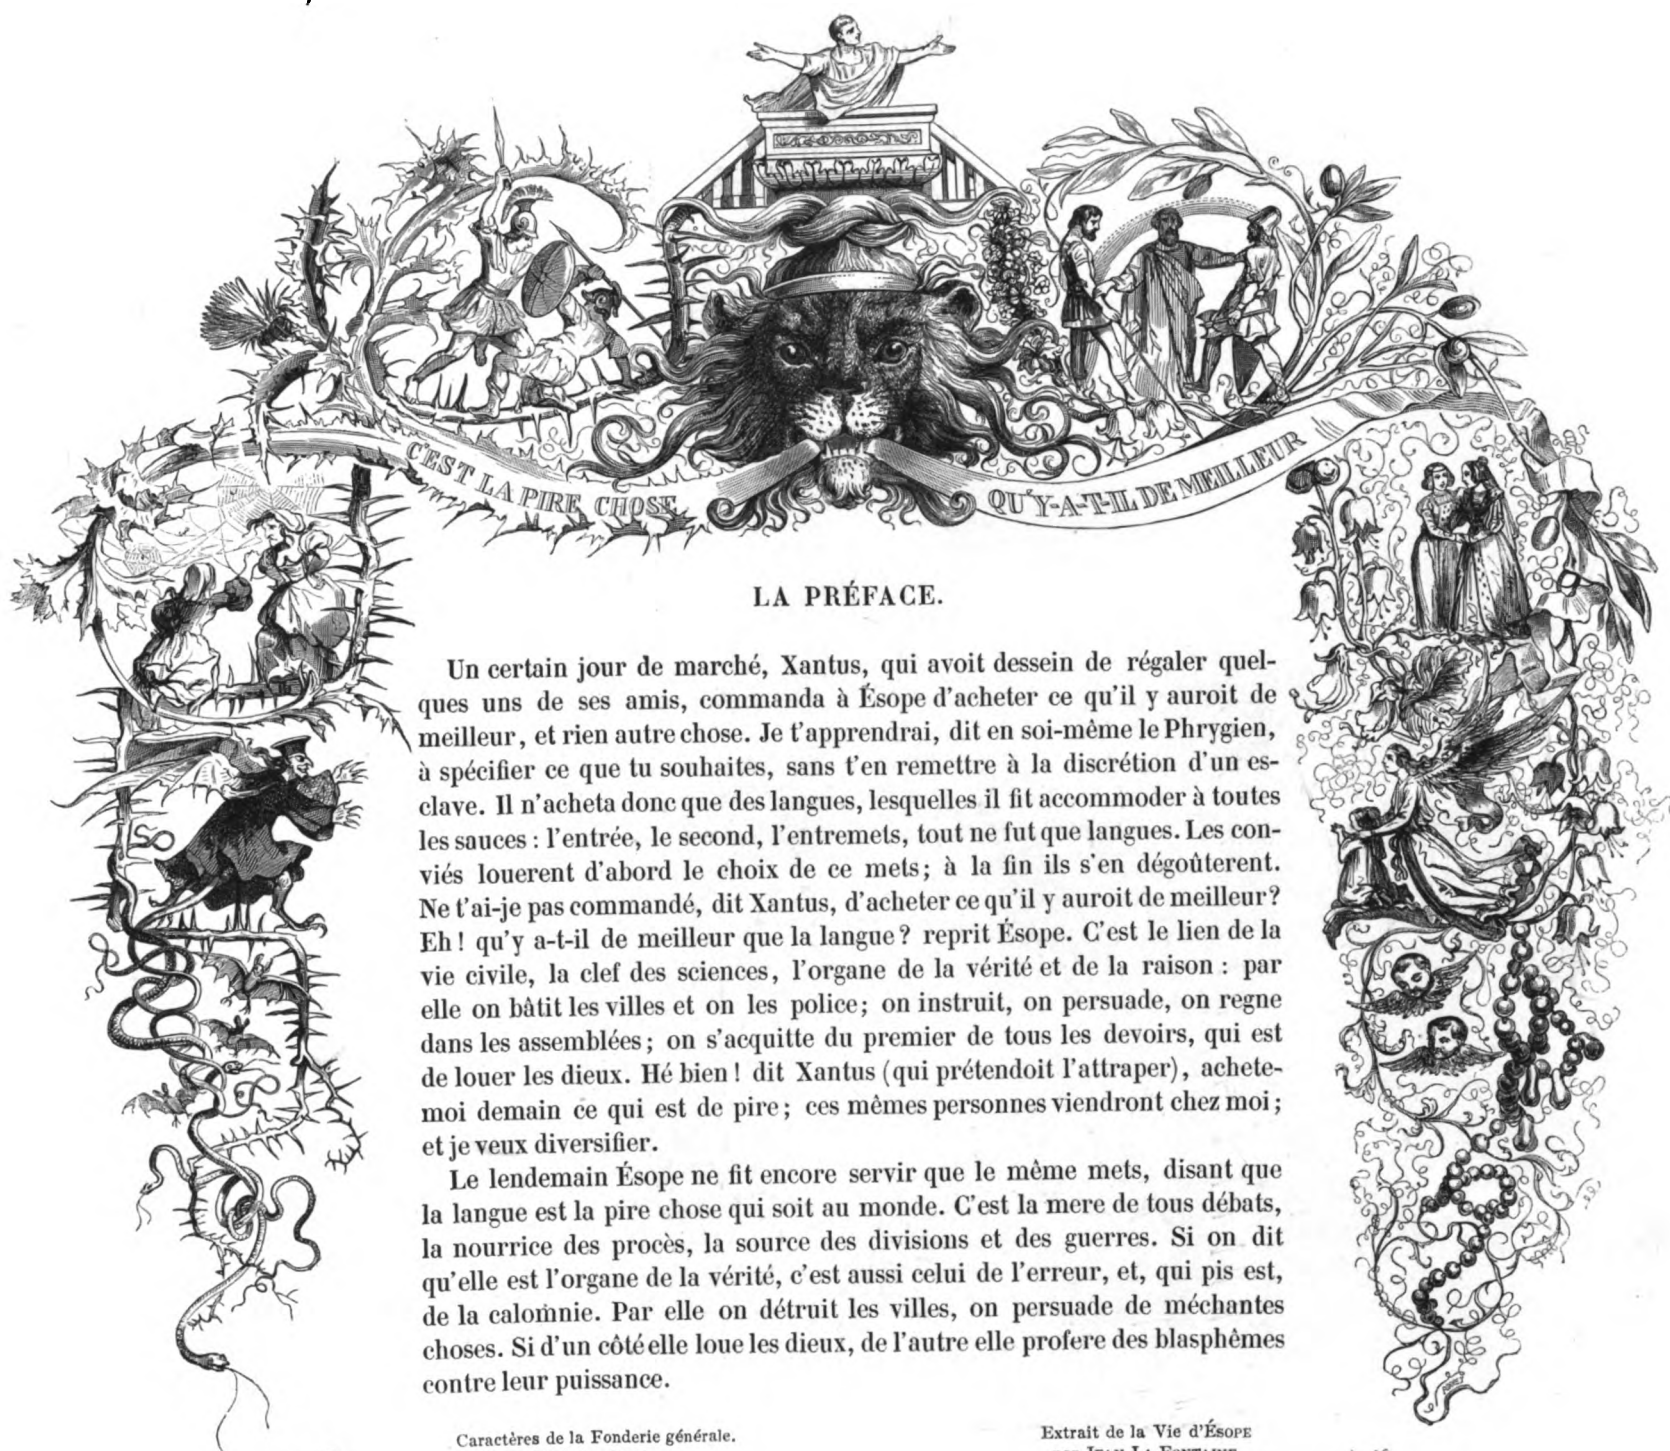 C'EST LA PIRE CHOSE
QU'Y-A-T-IL DE MEILLEUR
LA PRÉFACE.
Un certain jour de marché, Xantus, qui avoit dessein de régaler quel-
ques uns de ses amis, commanda à Ésope d'acheter ce qu'il y auroit de
meilleur, et rien autre chose. Je t'apprendrai, dit en soi-même le Phrygien,
à spécifier ce que tu souhaites, sans t'en remettre à la discrétion d'un es-
clave. Il n'acheta donc que des langues, lesquelles il fit accommoder à toutes
les sauces : l'entrée, le second, l'entremets, tout ne fut que langues. Les con-
viés louerent d'abord le choix de ce mets; à la fin ils s'en dégoûterent.
Ne t'ai-je pas commandé, dit Xantus, d'acheter ce qu'il y auroit de meilleur?
Eh! qu'y a-t-il de meilleur que la langue? reprit Ésope. C'est le lien de la
vie civile, la clef des sciences, l'organe de la vérité et de la raison : par
elle on bâtit les villes et on les police; on instruit, on persuade, on regne
dans les assemblées; on s'acquitte du premier de tous les devoirs, qui est
de louer les dieux. Hé bien! dit Xantus (qui prétendoit l'attraper), achete-
moi demain ce qui est de pire; ces mêmes personnes viendront chez moi;
et je veux diversifier.
Le lendemain Ésope ne fit encore servir que le même mets, disant que
la langue est la pire chose qui soit au monde. C'est la mere de tous débats,
la nourrice des procès, la source des divisions et des guerres. Si on dit
qu'elle est l'organe de la vérité, c'est aussi celui de l'erreur, et, qui pis est,
de la calomnie. Par elle on détruit les villes, on persuade de méchantes
choses. Si d'un côté elle loue les dieux, de l'autre elle profere des blasphêmes
contre leur puissance.
Caractères de la Fonderie générale.
Extrait de la Vie d'ÉSOPE
JEAN LA FONTAINE